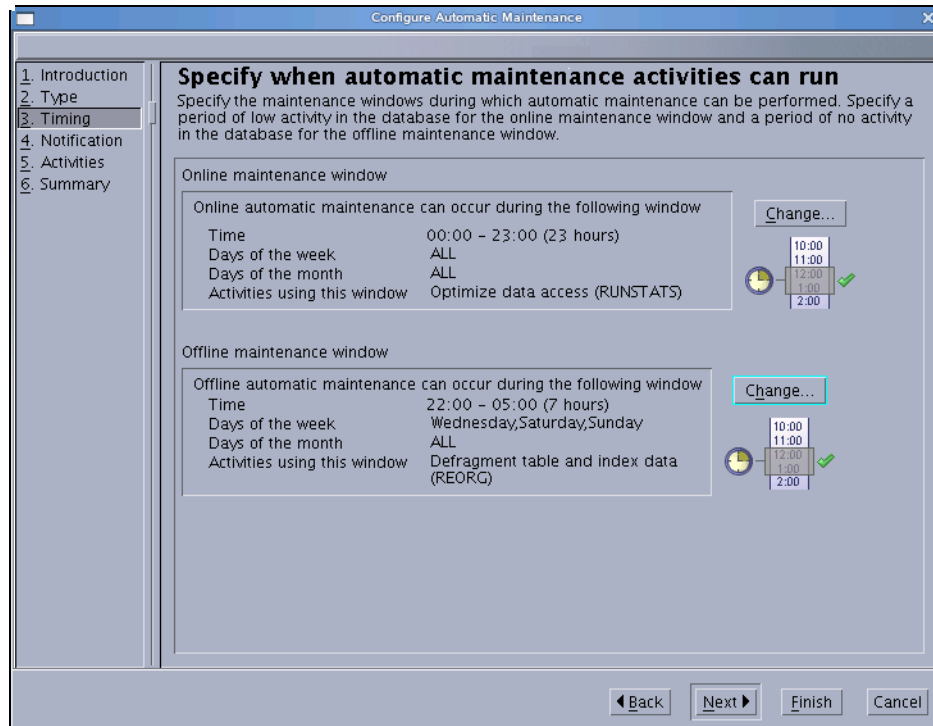 Configure Automatic Maintenance
1. Introduction
2. Type
3. Timing
4. Notification
5. Activities
6. Summary
Specify when automatic maintenance activities can run
Specify the maintenance windows during which automatic maintenance can be performed. Specify a
period of low activity in the database for the online maintenance window and a period of no activity
in the database for the offline maintenance window.
Online maintenance window
Online automatic maintenance can occur during the following window
Time 00:00 – 23:00 (23 hours)
Days of the week ALL
Days of the month ALL
Activities using this window Optimize data access (RUNSTATS)
Change...
10:00
11:00
12:00
1:00
2:00
Offline maintenance window
Offline automatic maintenance can occur during the following window
Time 22:00 – 05:00 (7 hours)
Days of the week Wednesday,Saturday,Sunday
Days of the month ALL
Activities using this window Defragment table and index data
(REORG)
Change...
10:00
11:00
12:00
1:00
2:00
Back Next Finish Cancel